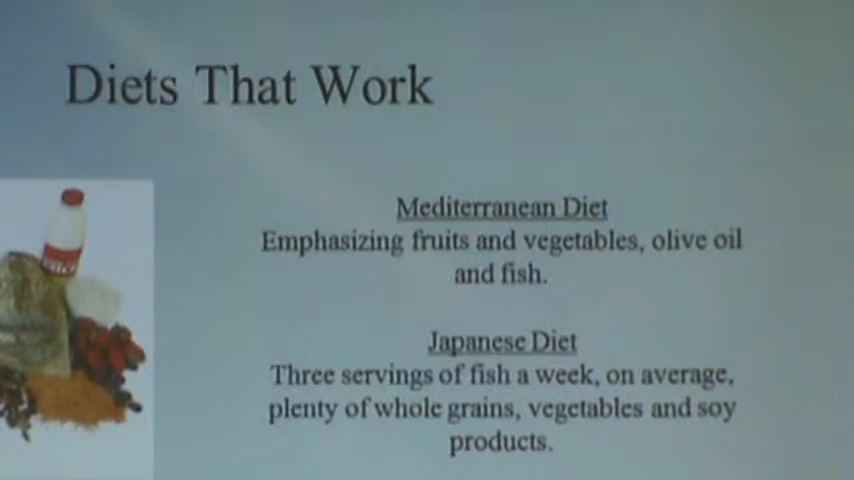 Diets That Work
Mediterranean Diet
Emphasizing fruits and vegetables, olive oil
and fish.
Japanese Diet
Three servings of fish a week, on average,
plenty of whole grains, vegetables and soy
products.